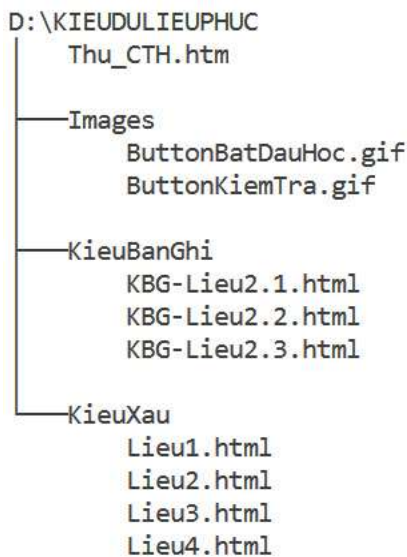 D:\KIEUDULIEUPHUC
Thu_CTH.htm
Images
ButtonBatDauHoc.gif
ButtonKiemTra.gif
KieuBanGhi
KBG-Lieu2.1.html
KBG-Lieu2.2.html
KBG-Lieu2.3.html
KieuXau
Lieu1.html
Lieu2.html
Lieu3.html
Lieu4.html